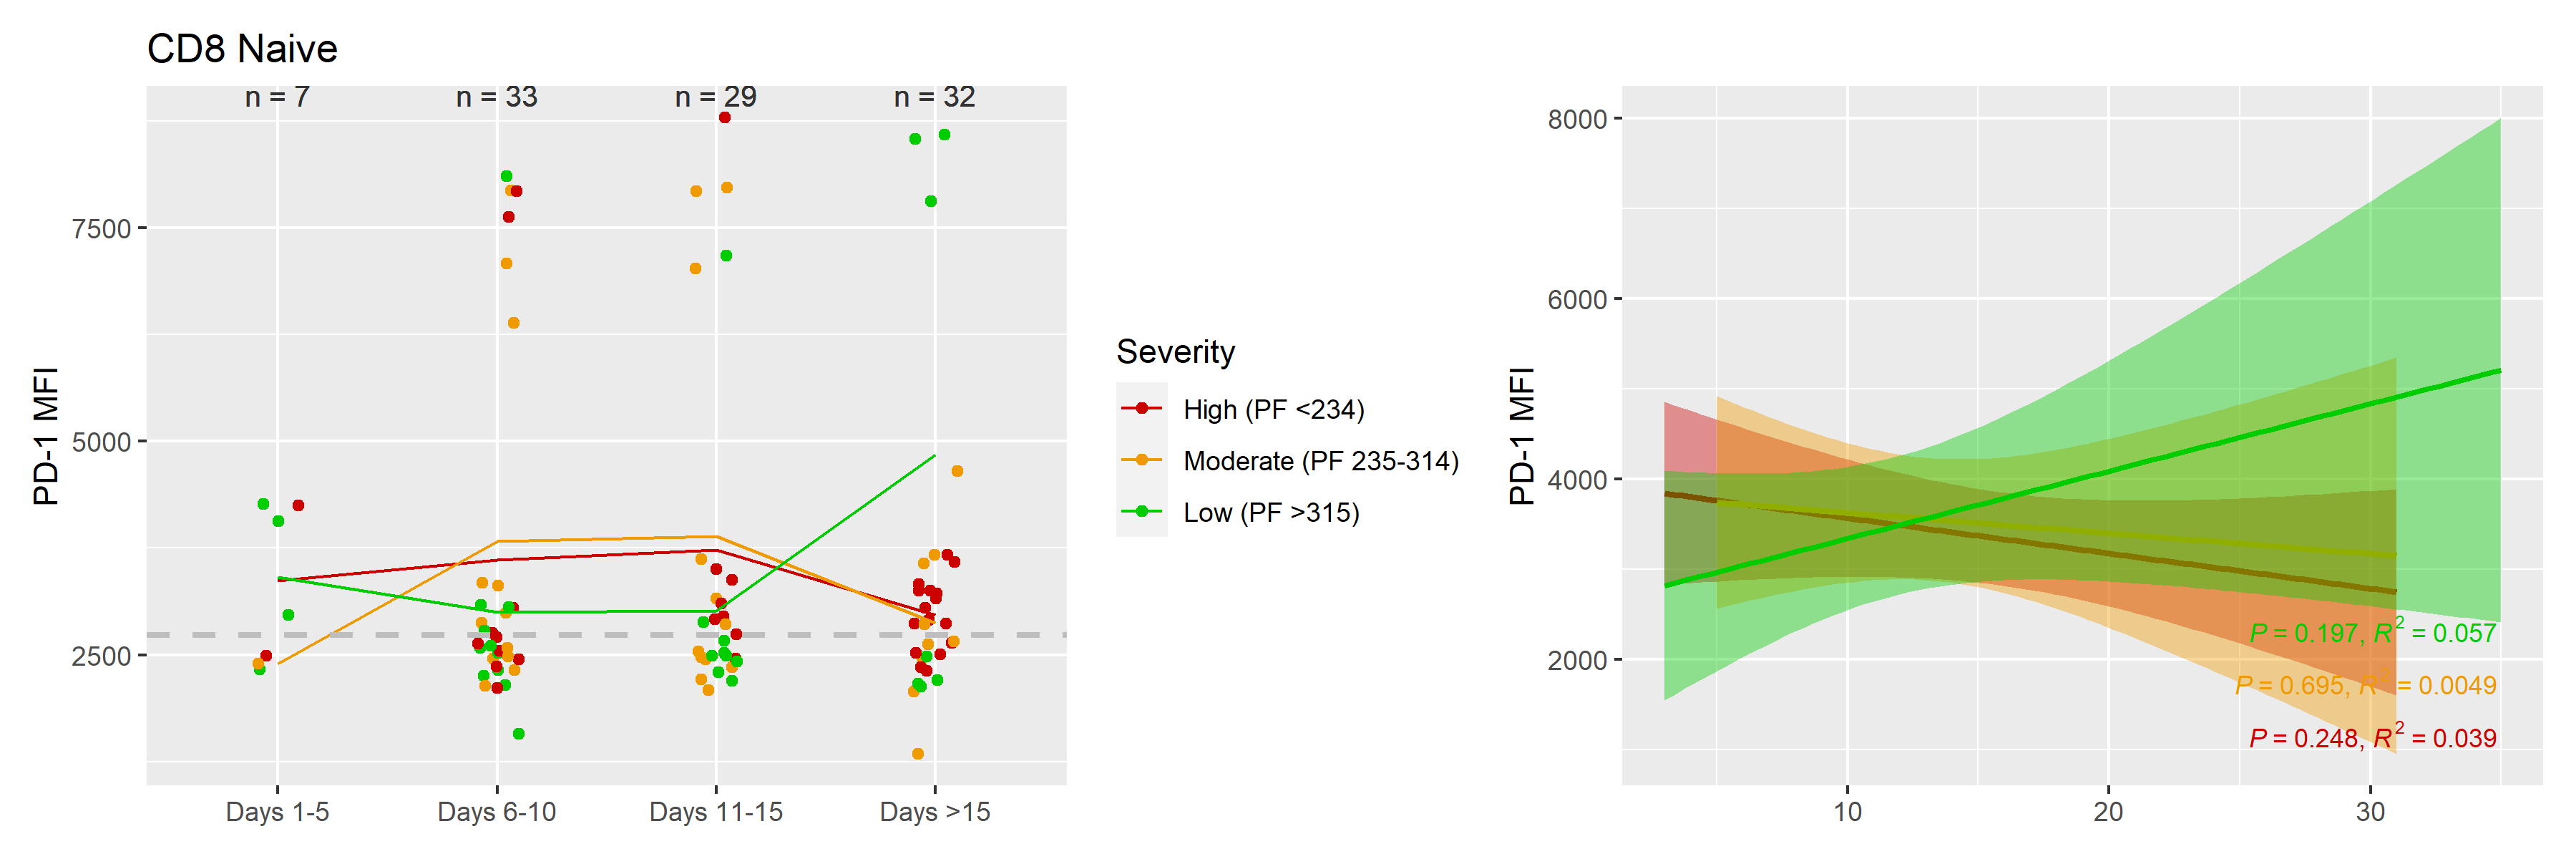 CD8 Naive
n = 7
n = 33
n = 29
n = 32
7500
5000
2500
PD-1 MFI
Days 1-5
Days 6-10
Days 11-15
Days >15
Severity
High (PF <234)
Moderate (PF 235-314)
Low (PF >315)
8000
6000
4000
2000
PD-1 MFI
P = 0.197, R² = 0.057
P = 0.695, R² = 0.0049
P = 0.248, R² = 0.039
10
20
30